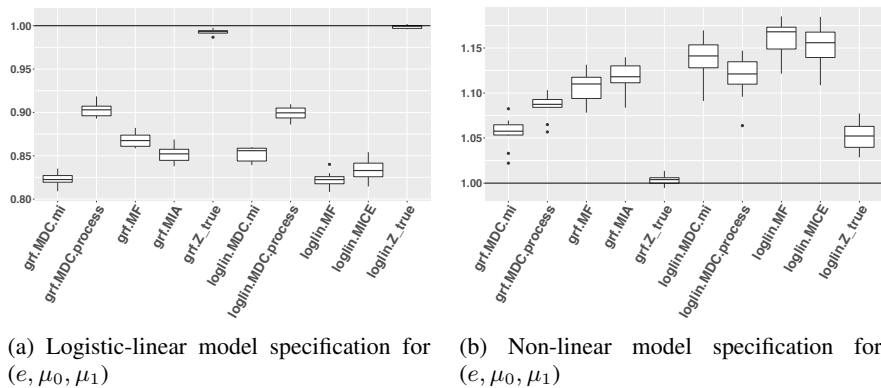 1.00
0.95
0.90
0.85
0.80
grf.MDC.mi
grf.MDC.process
grf.MF
grf.MIA
grf.Z_true
loglin.MDC.mi
loglin.MDC.process
loglin.MF
loglin.MICE
loglin.Z_true
(a) Logistic-linear model specification for
(e, μ0, μ1)
1.15
1.10
1.05
1.00
grf.MDC.mi
grf.MDC.process
grf.MF
grf.MIA
grf.Z_true
loglin.MDC.mi
loglin.MDC.process
loglin.MF
loglin.MICE
loglin.Z_true
(b) Non-linear model specification for
(e, μ0, μ1)